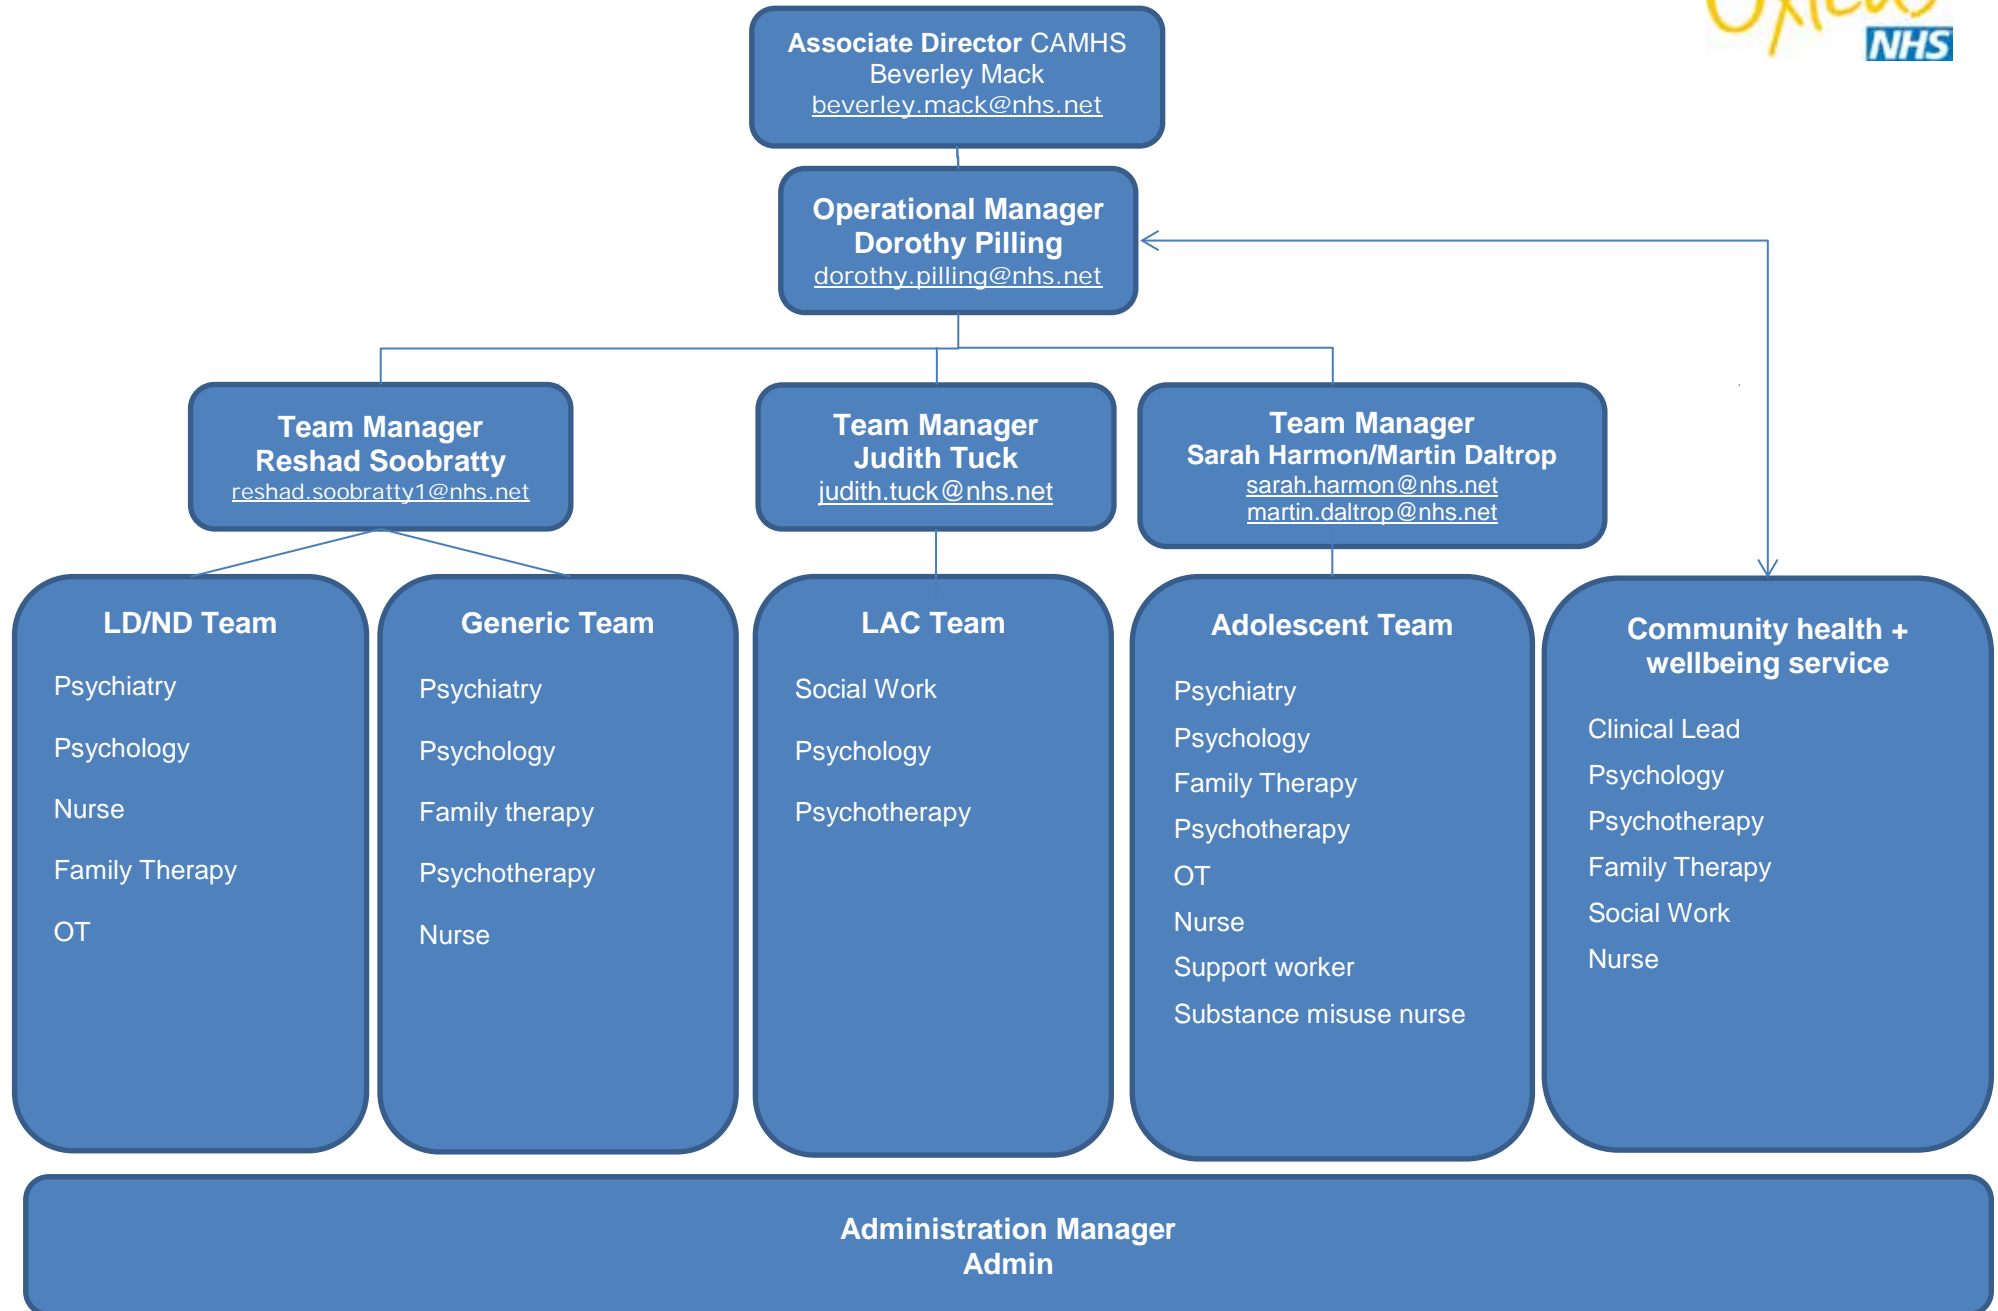 Oxleas
NHS
Associate Director CAMHS
Beverley Mack
beverley.mack@nhs.net
Operational Manager
Dorothy Pilling
dorothy.pilling@nhs.net
Team Manager
Reshad Soobratty
reshad.soobratty1@nhs.net
Team Manager
Judith Tuck
judith.tuck@nhs.net
Team Manager
Sarah Harmon/Martin Daltrop
sarah.harmon@nhs.net
martin.daltrop@nhs.net
LD/ND Team
Psychiatry
Psychology
Nurse
Family Therapy
OT
Generic Team
Psychiatry
Psychology
Family therapy
Psychotherapy
Nurse
LAC Team
Social Work
Psychology
Psychotherapy
Adolescent Team
Psychiatry
Psychology
Family Therapy
Psychotherapy
OT
Nurse
Support worker
Substance misuse nurse
Community health +
wellbeing service
Clinical Lead
Psychology
Psychotherapy
Family Therapy
Social Work
Nurse
Administration Manager
Admin